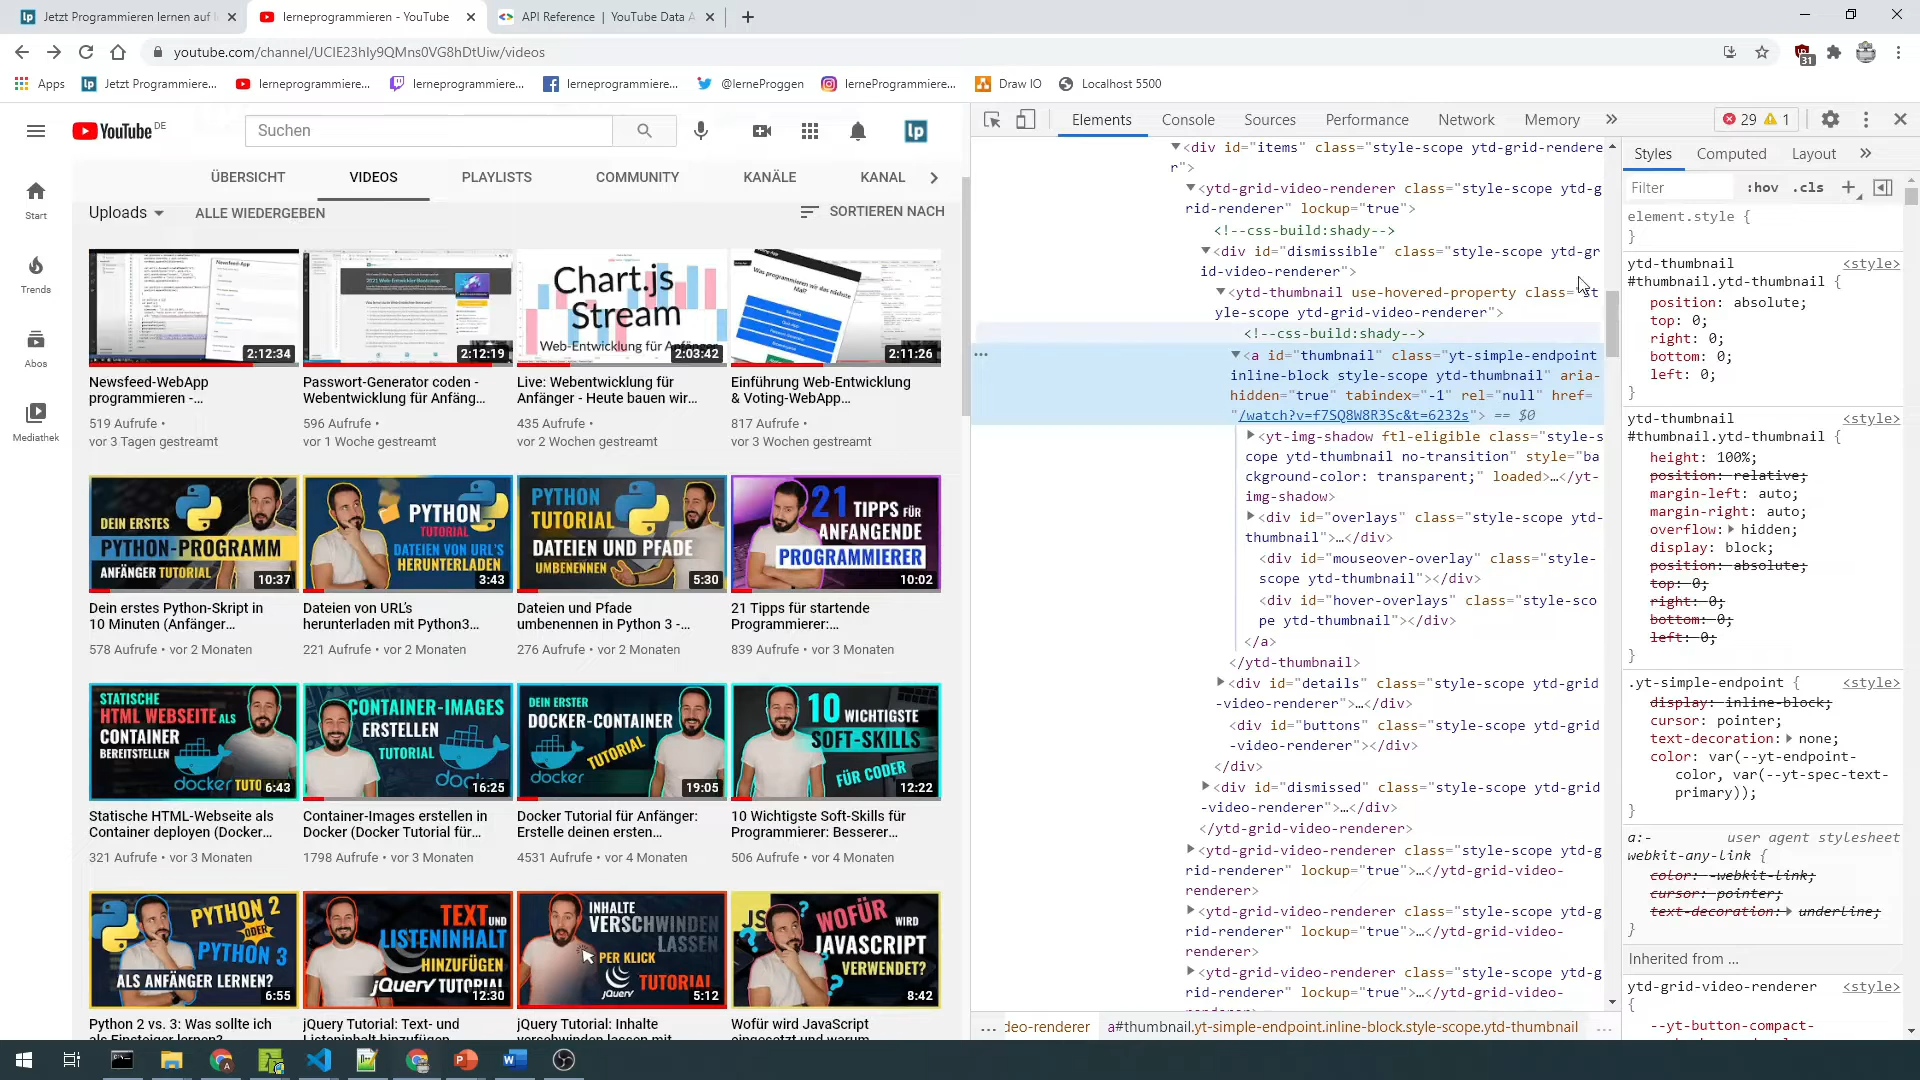 Jetzt Programmieren lernen auf l
lerneprogrammieren - YouTube
API Reference | YouTube Data A
youtube.com/channel/UCIE23hIy9QMns0VG8hDtUiw/videos
31
Apps
Jetzt Programmiere...
lerneprogrammiere...
lerneprogrammiere...
lerneprogrammiere...
@lerneProggen
lerneProgramme...
Draw IO
Localhost 5500
YouTube DE
Suchen
lp
Start
Trends
Abos
Mediathek
ÜBERSICHT
VIDEOS
PLAYLISTS
COMMUNITY
KANÄLE
KANAL
Uploads
ALLE WIEDERGEBEN
SORTIEREN NACH
2:12:34
2:12:19
Chart.js
Stream
Web-Entwicklung für Anfänger
2:03:42
2:11:26
Newsfeed-WebApp
programmieren -...
519 Aufrufe •
vor 3 Tagen gestreamt
Passwort-Generator coden -
Webentwicklung für Anfäng...
596 Aufrufe •
vor 1 Woche gestreamt
Live: Webentwicklung für
Anfänger - Heute bauen wir...
435 Aufrufe •
vor 2 Wochen gestreamt
Einführung Web-Entwicklung
& Voting-WebApp...
817 Aufrufe •
vor 3 Wochen gestreamt
DEIN ERSTES
PYTHON-PROGRAMM
ANFÄNGER TUTORIAL
10:37
PYTHON
TUTORIAL
DATEIEN VON URL'S
HERUNTERLADEN
3:43
PYTHON
TUTORIAL
DATEIEN UND PFADE
UMBENENNEN
5:30
21 TIPPS FÜR
ANFANGENDE
PROGRAMMIERER
10:02
Dein erstes Python-Skript in
10 Minuten (Anfänger...
578 Aufrufe • vor 2 Monaten
Dateien von URL's
herunterladen mit Python3...
221 Aufrufe • vor 2 Monaten
Dateien und Pfade
umbenennen in Python 3 -...
276 Aufrufe • vor 2 Monaten
21 Tipps für startende
Programmierer:...
839 Aufrufe • vor 3 Monaten
STATISCHE
HTML WEBSEITE ALS
CONTAINER
BEREITSTELLEN
docker TUTO
6:43
CONTAINER-IMAGES
ERSTELLEN
TUTORIAL
docker
16:25
DEIN ERSTER
DOCKER-CONTAINER
TUTORIAL
docker
19:05
10 WICHTIGSTE
SOFT-SKILLS
FÜR CODER
12:22
Statische HTML-Webseite als
Container deployen (Docker...
321 Aufrufe • vor 3 Monaten
Container-Images erstellen in
Docker (Docker Tutorial für...
1798 Aufrufe • vor 3 Monaten
Docker Tutorial für Anfänger:
Erstelle deinen ersten...
4531 Aufrufe • vor 4 Monaten
10 Wichtigste Soft-Skills für
Programmierer: Besserer...
506 Aufrufe • vor 4 Monaten
PYTHON 2
ODER
PYTHON 3
ALS ANFÄNGER LERNEN?
6:55
TEXT UND
LISTENINHALT
HINZUFÜGEN
jQuery TUTORIAL
12:30
INHALTE
VERSCHWINDEN
LASSEN
PER KLICK
jQuery TUTORIAL
5:12
JS
WOFÜR WIRD
JAVASCRIPT
VERWENDET?
8:42
Python 2 vs. 3: Was sollte ich
als Einsteiger lernen?
jQuery Tutorial: Text- und
Listeninhalt hinzufügen
jQuery Tutorial: Inhalte
verschwinden lassen mit
Wofür wird JavaScript
eingesetzt und warum
Elements
Console
Sources
Performance
Network
Memory
29
1
<div id="items" class="style-scope ytd-grid-rendere
r">
<ytd-grid-video-renderer class="style-scope ytd-g
rid-renderer" lockup="true">
<!--css-build:shady-->
<div id="dismissible" class="style-scope ytd-gr
id-video-renderer">
<ytd-thumbnail use-hovered-property class="st
yle-scope ytd-grid-video-renderer">
<!--css-build:shady-->
<a id="thumbnail" class="yt-simple-endpoint
inline-block style-scope ytd-thumbnail" aria-
hidden="true" tabindex="-1" rel="null" href=
"/watch?v=f7SQ8W8R3Sc&t=6232s"> == $0
<yt-img-shadow ftl-eligible class="style-s
cope ytd-thumbnail no-transition" style="ba
ckground-color: transparent;" loaded>…</yt-
img-shadow>
<div id="overlays" class="style-scope ytd-
thumbnail">…</div>
<div id="mouseover-overlay" class="style-
scope ytd-thumbnail"></div>
<div id="hover-overlays" class="style-sco
pe ytd-thumbnail"></div>
</a>
</ytd-thumbnail>
<div id="details" class="style-scope ytd-grid
-video-renderer">…</div>
<div id="buttons" class="style-scope ytd-grid
-video-renderer"></div>
</div>
<div id="dismissed" class="style-scope ytd-grid
-video-renderer">…</div>
</ytd-grid-video-renderer>
<ytd-grid-video-renderer class="style-scope ytd-g
rid-renderer" lockup="true">…</ytd-grid-video-
renderer>
<ytd-grid-video-renderer class="style-scope ytd-g
rid-renderer" lockup="true">…</ytd-grid-video-
renderer>
<ytd-grid-video-renderer class="style-scope ytd-g
rid-renderer" lockup="true">…</ytd-grid-video-
... deo-renderer a#thumbnail.yt-simple-endpoint.inline-block.style-scope.ytd-thumbnail ...
Styles
Computed
Layout
Filter
:hov .cls
element.style {
}
ytd-thumbnail <style>
#thumbnail.ytd-thumbnail {
position: absolute;
top: 0;
right: 0;
bottom: 0;
left: 0;
}
ytd-thumbnail <style>
#thumbnail.ytd-thumbnail {
height: 100%;
position: relative;
margin-left: auto;
margin-right: auto;
overflow: hidden;
display: block;
position: absolute;
top: 0;
right: 0;
bottom: 0;
left: 0;
}
.yt-simple-endpoint { <style>
display: inline-block;
cursor: pointer;
text-decoration: none;
color: var(--yt-endpoint-
color, var(--yt-spec-text-
primary));
}
a:- user agent stylesheet
webkit-any-link {
color: -webkit-link;
cursor: pointer;
text-decoration: underline;
}
Inherited from ...
ytd-grid-video-renderer <style>
{
--yt-button-compact-